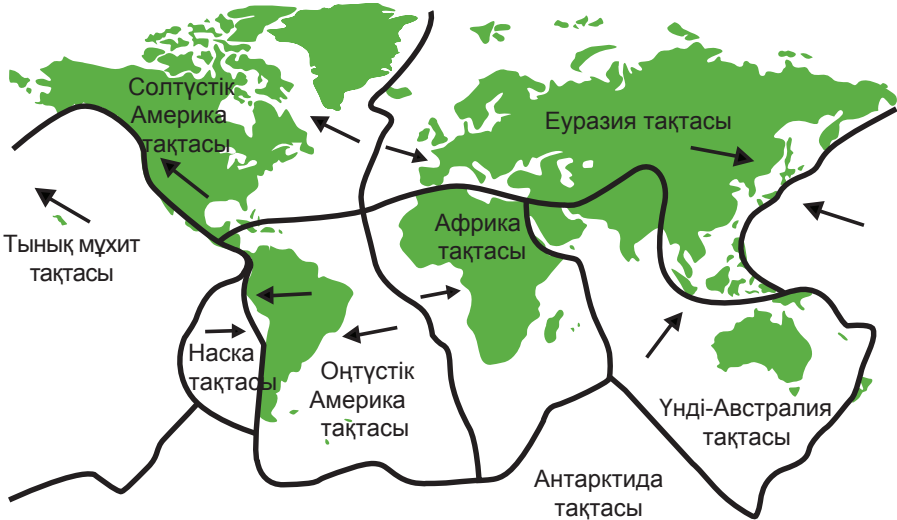 Солтүстік
Америка
тақтасы
Еуразия тақтасы
Африка
тақтасы
Тынық мұхит
тақтасы
Наска
тақтасы
Оңтүстік
Америка
тақтасы
Үнді-Австралия
тақтасы
Антарктида
тақтасы